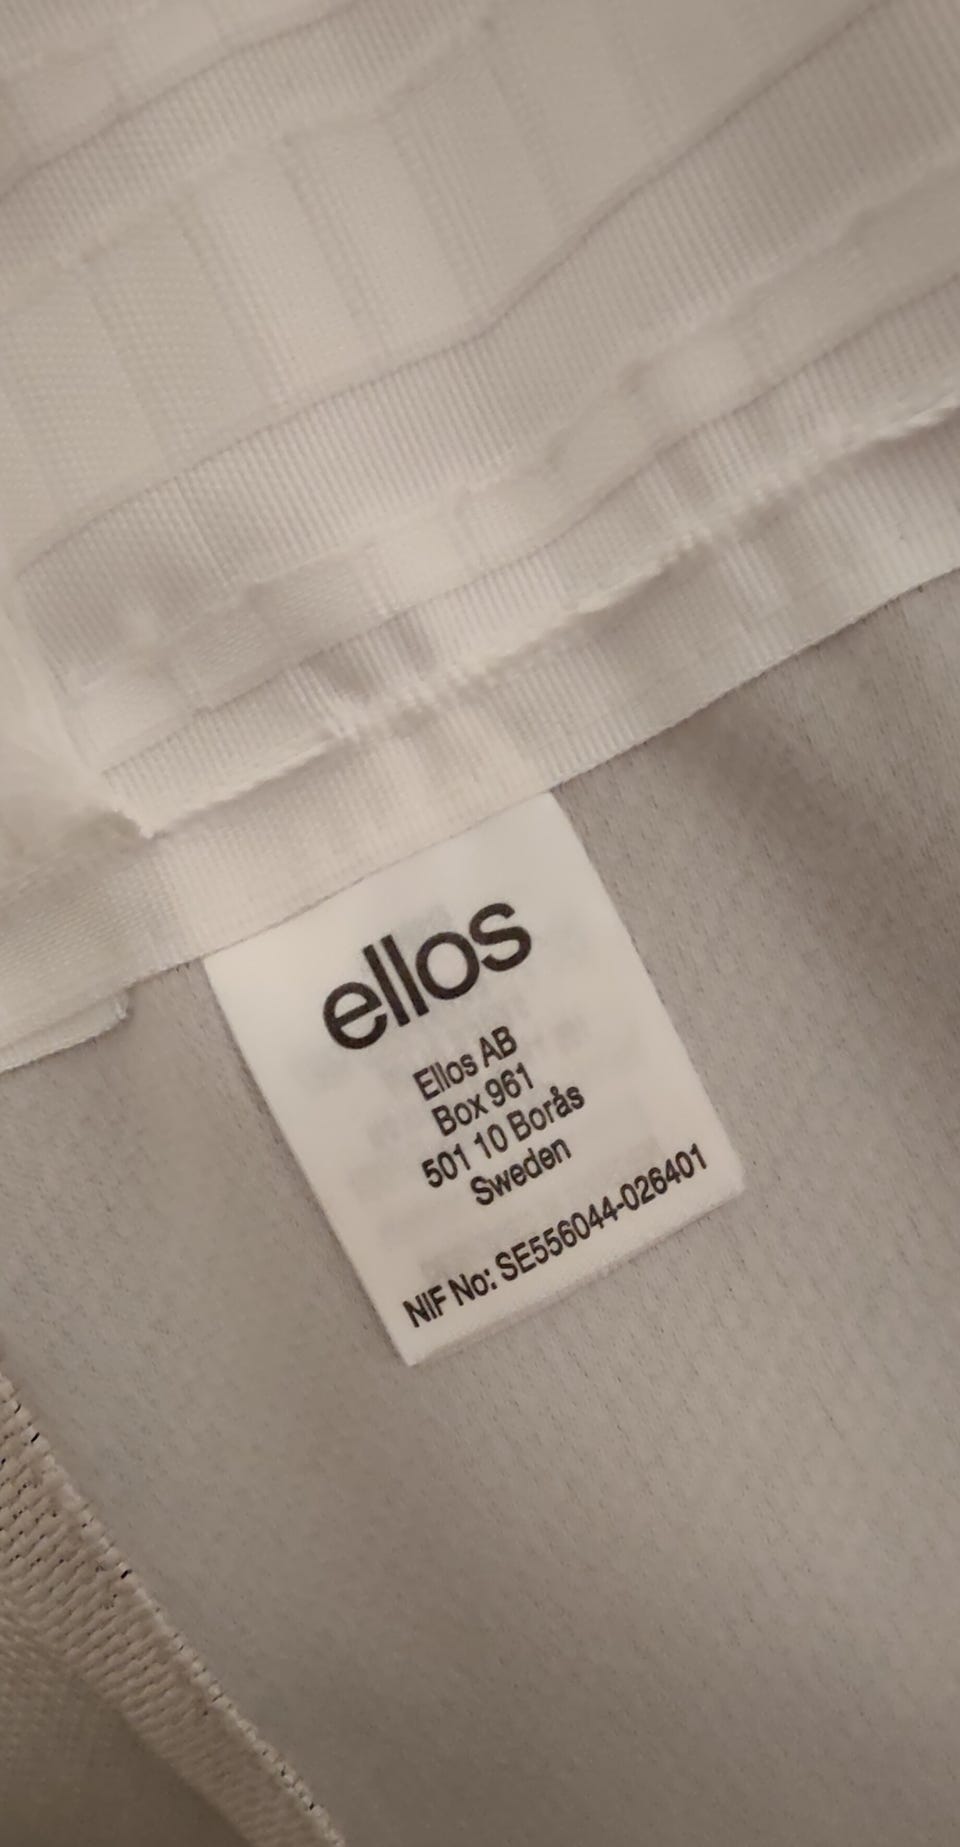 ellos
Ellos AB
Box 961
501 10 Borås
Sweden
NIF No: SE556044-026401